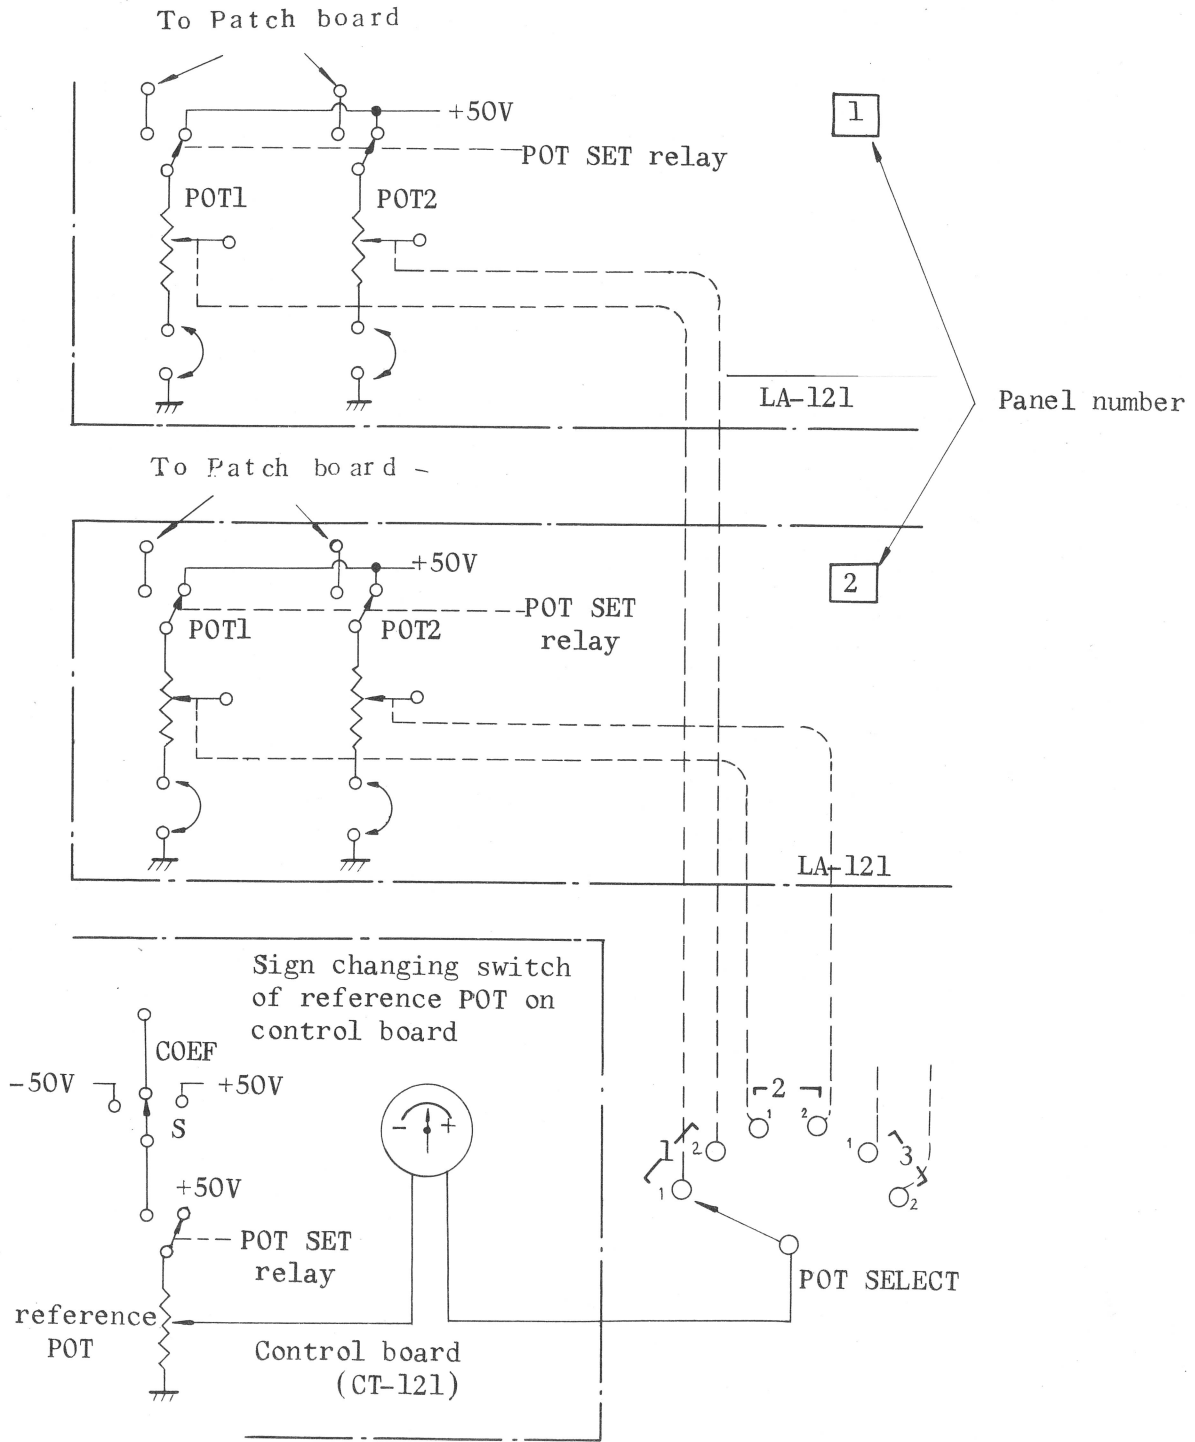 To Patch board
+50V
1
POT SET relay
POT1
POT2
LA-121
Panel number
To Patch board
+50V
2
POT SET
relay
POT1
POT2
LA-121
Sign changing switch
of reference POT on
control board
COEF
-50V
+50V
S
- +
2
1 2
1
2
1
1
3
2
+50V
POT SET
relay
POT SELECT
reference
POT
Control board
(CT-121)